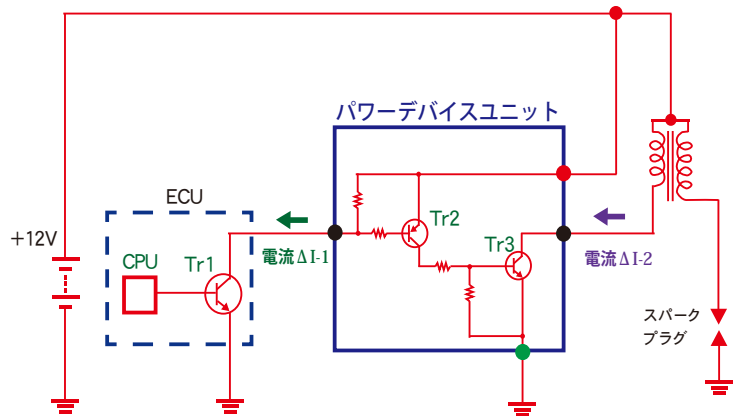 パワーデバイスユニット
ECU
+12V
CPU
Tr1
電流ΔI-1
Tr2
Tr3
電流ΔI-2
スパーク
プラグ